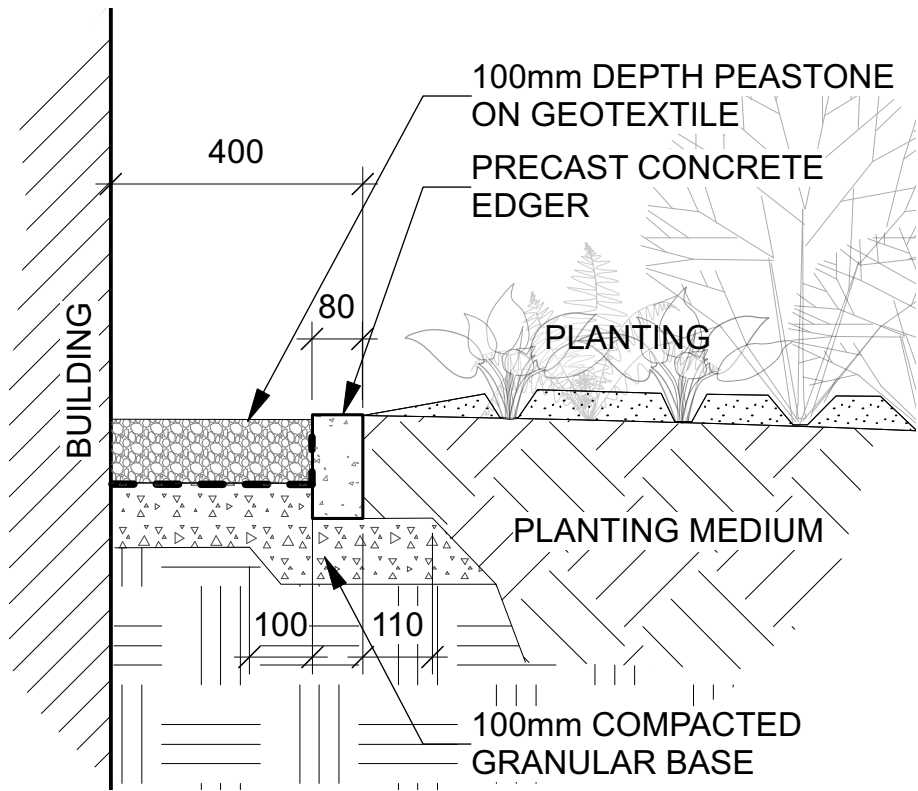 100mm DEPTH PEASTONE
ON GEOTEXTILE
400
PRECAST CONCRETE
EDGER
80
BUILDING
PLANTING
PLANTING MEDIUM
100
110
100mm COMPACTED
GRANULAR BASE